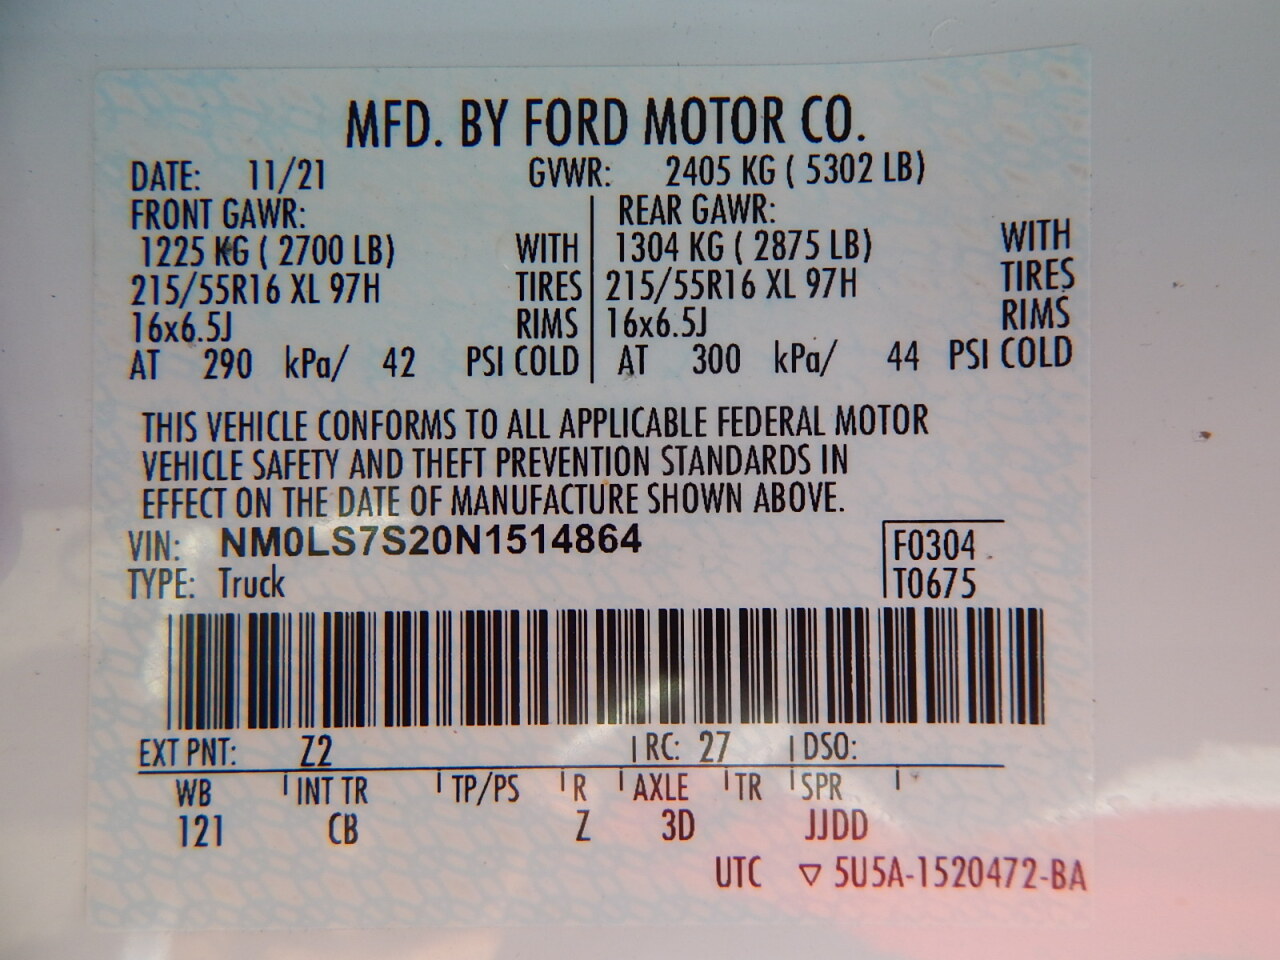 MFD. BY FORD MOTOR CO.
DATE: 11/21 GVWR: 2405 KG ( 5302 LB)
FRONT GAWR: REAR GAWR:
1225 KG ( 2700 LB) WITH 1304 KG ( 2875 LB) WITH
215/55R16 XL 97H TIRES 215/55R16 XL 97H TIRES
16x6.5J RIMS 16x6.5J RIMS
AT 290 kPa/ 42 PSI COLD AT 300 kPa/ 44 PSI COLD
THIS VEHICLE CONFORMS TO ALL APPLICABLE FEDERAL MOTOR
VEHICLE SAFETY AND THEFT PREVENTION STANDARDS IN
EFFECT ON THE DATE OF MANUFACTURE SHOWN ABOVE.
VIN: NM0LS7S20N1514864 F0304
TYPE: Truck T0675
EXT PNT: Z2 RC: 27 DSO:
WB INT TR TP/PS R AXLE TR SPR
121 CB Z 3D JJDD
UTC ▽ 5U5A-1520472-BA